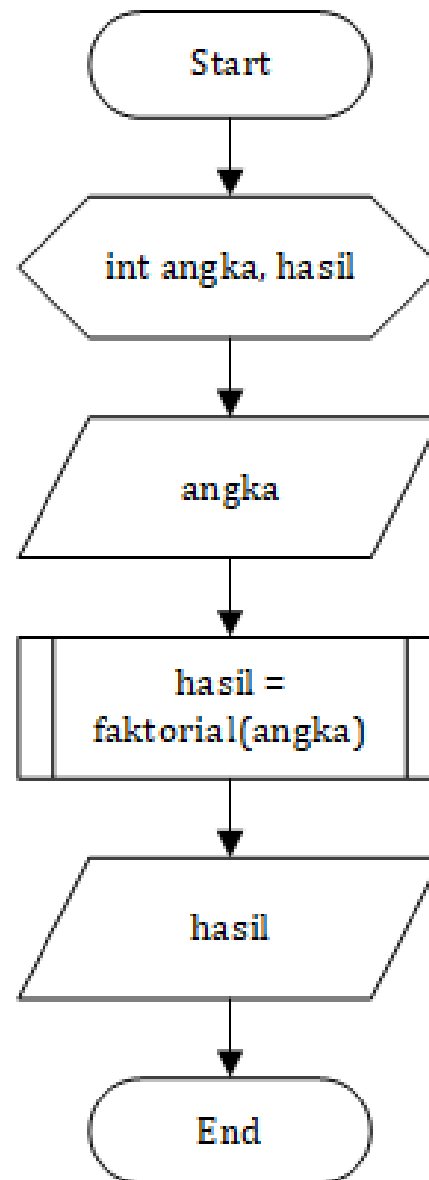 Start
int angka, hasil
angka
hasil =
faktorial(angka)
hasil
End